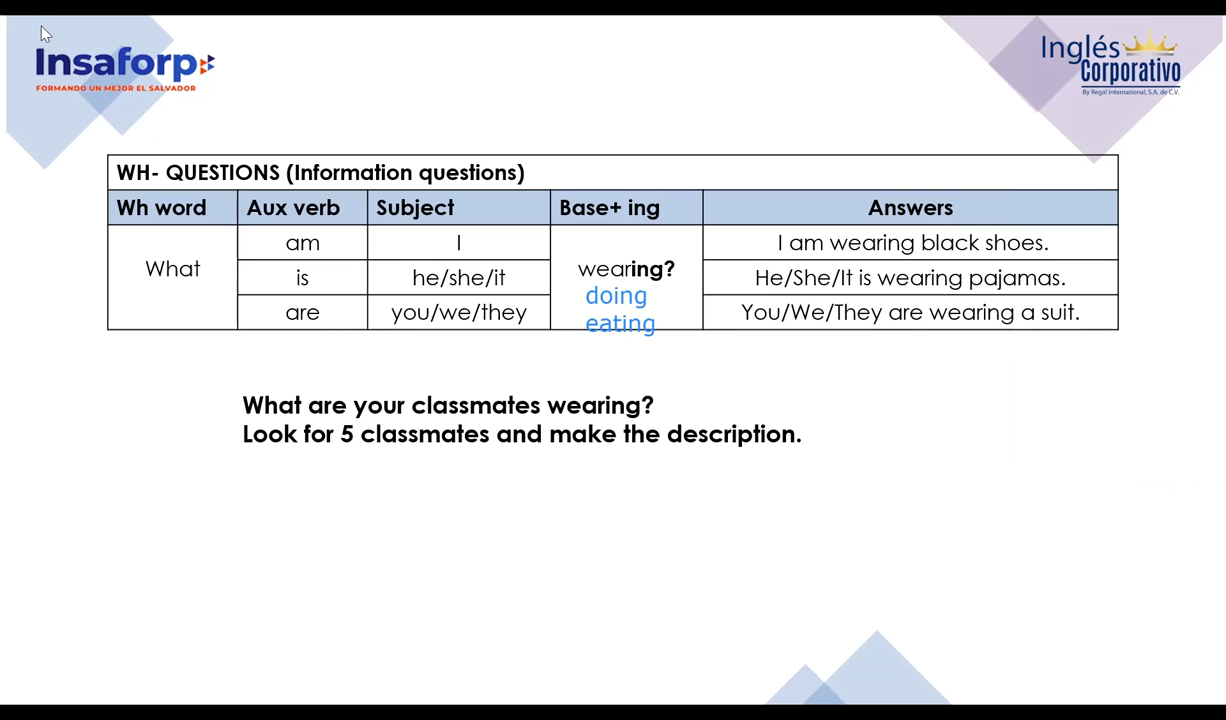 Insaforp
FORMANDO UN MEJOR EL SALVADOR
Inglés
Corporativo
By Regal International, S.A. de C.V.
WH- QUESTIONS (Information questions)
Wh word Aux verb Subject Base+ ing Answers
What
am I I am wearing black shoes.
wearing?
is he/she/it He/She/It is wearing pajamas.
doing
are you/we/they You/We/They are wearing a suit.
eating
What are your classmates wearing?
Look for 5 classmates and make the description.